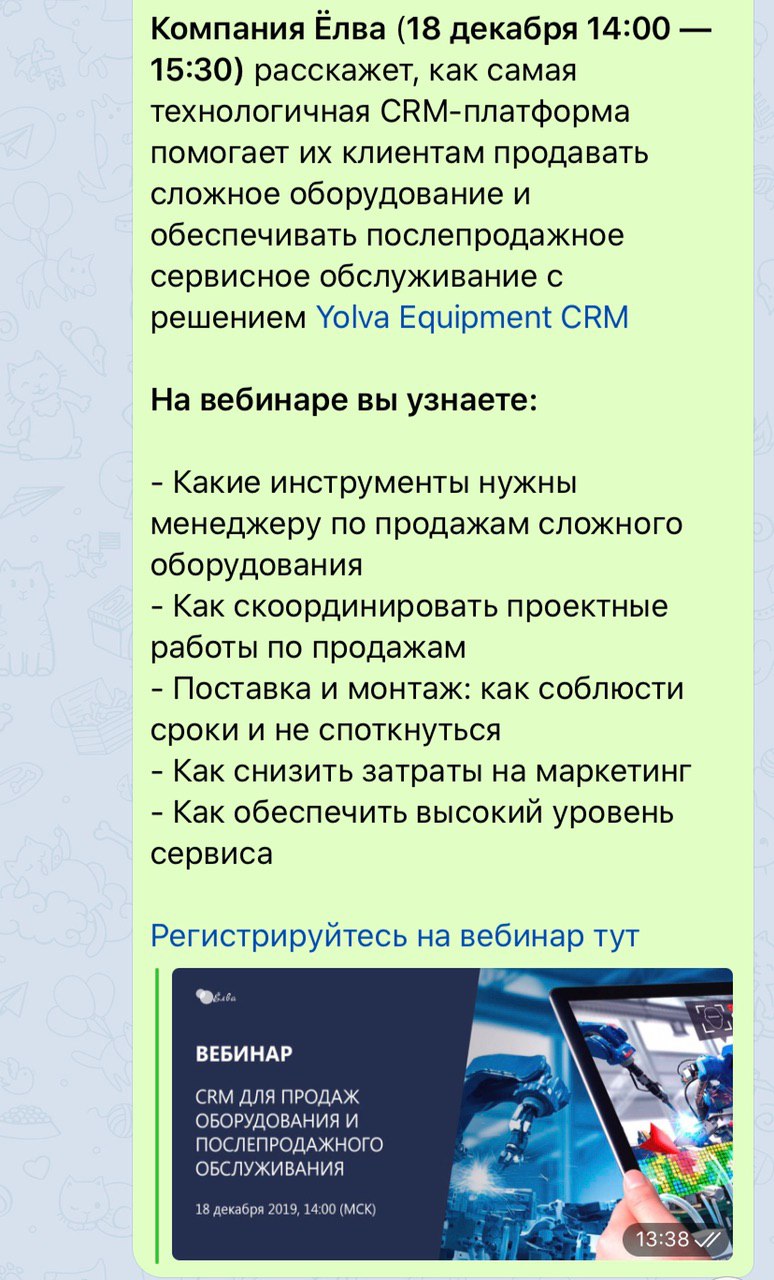 Компания Ёлва (18 декабря 14:00 —
15:30) расскажет, как самая
технологичная CRM-платформа
помогает их клиентам продавать
сложное оборудование и
обеспечивать послепродажное
сервисное обслуживание с
решением Yolva Equipment CRM
На вебинаре вы узнаете:
- Какие инструменты нужны
менеджеру по продажам сложного
оборудования
- Как скоординировать проектные
работы по продажам
- Поставка и монтаж: как соблюсти
сроки и не споткнуться
- Как снизить затраты на маркетинг
- Как обеспечить высокий уровень
сервиса
Регистрируйтесь на вебинар тут
Ёлва
ВЕБИНАР
CRM ДЛЯ ПРОДАЖ
ОБОРУДОВАНИЯ И
ПОСЛЕПРОДАЖНОГО
ОБСЛУЖИВАНИЯ
18 декабря 2019, 14:00 (МСК)
13:38